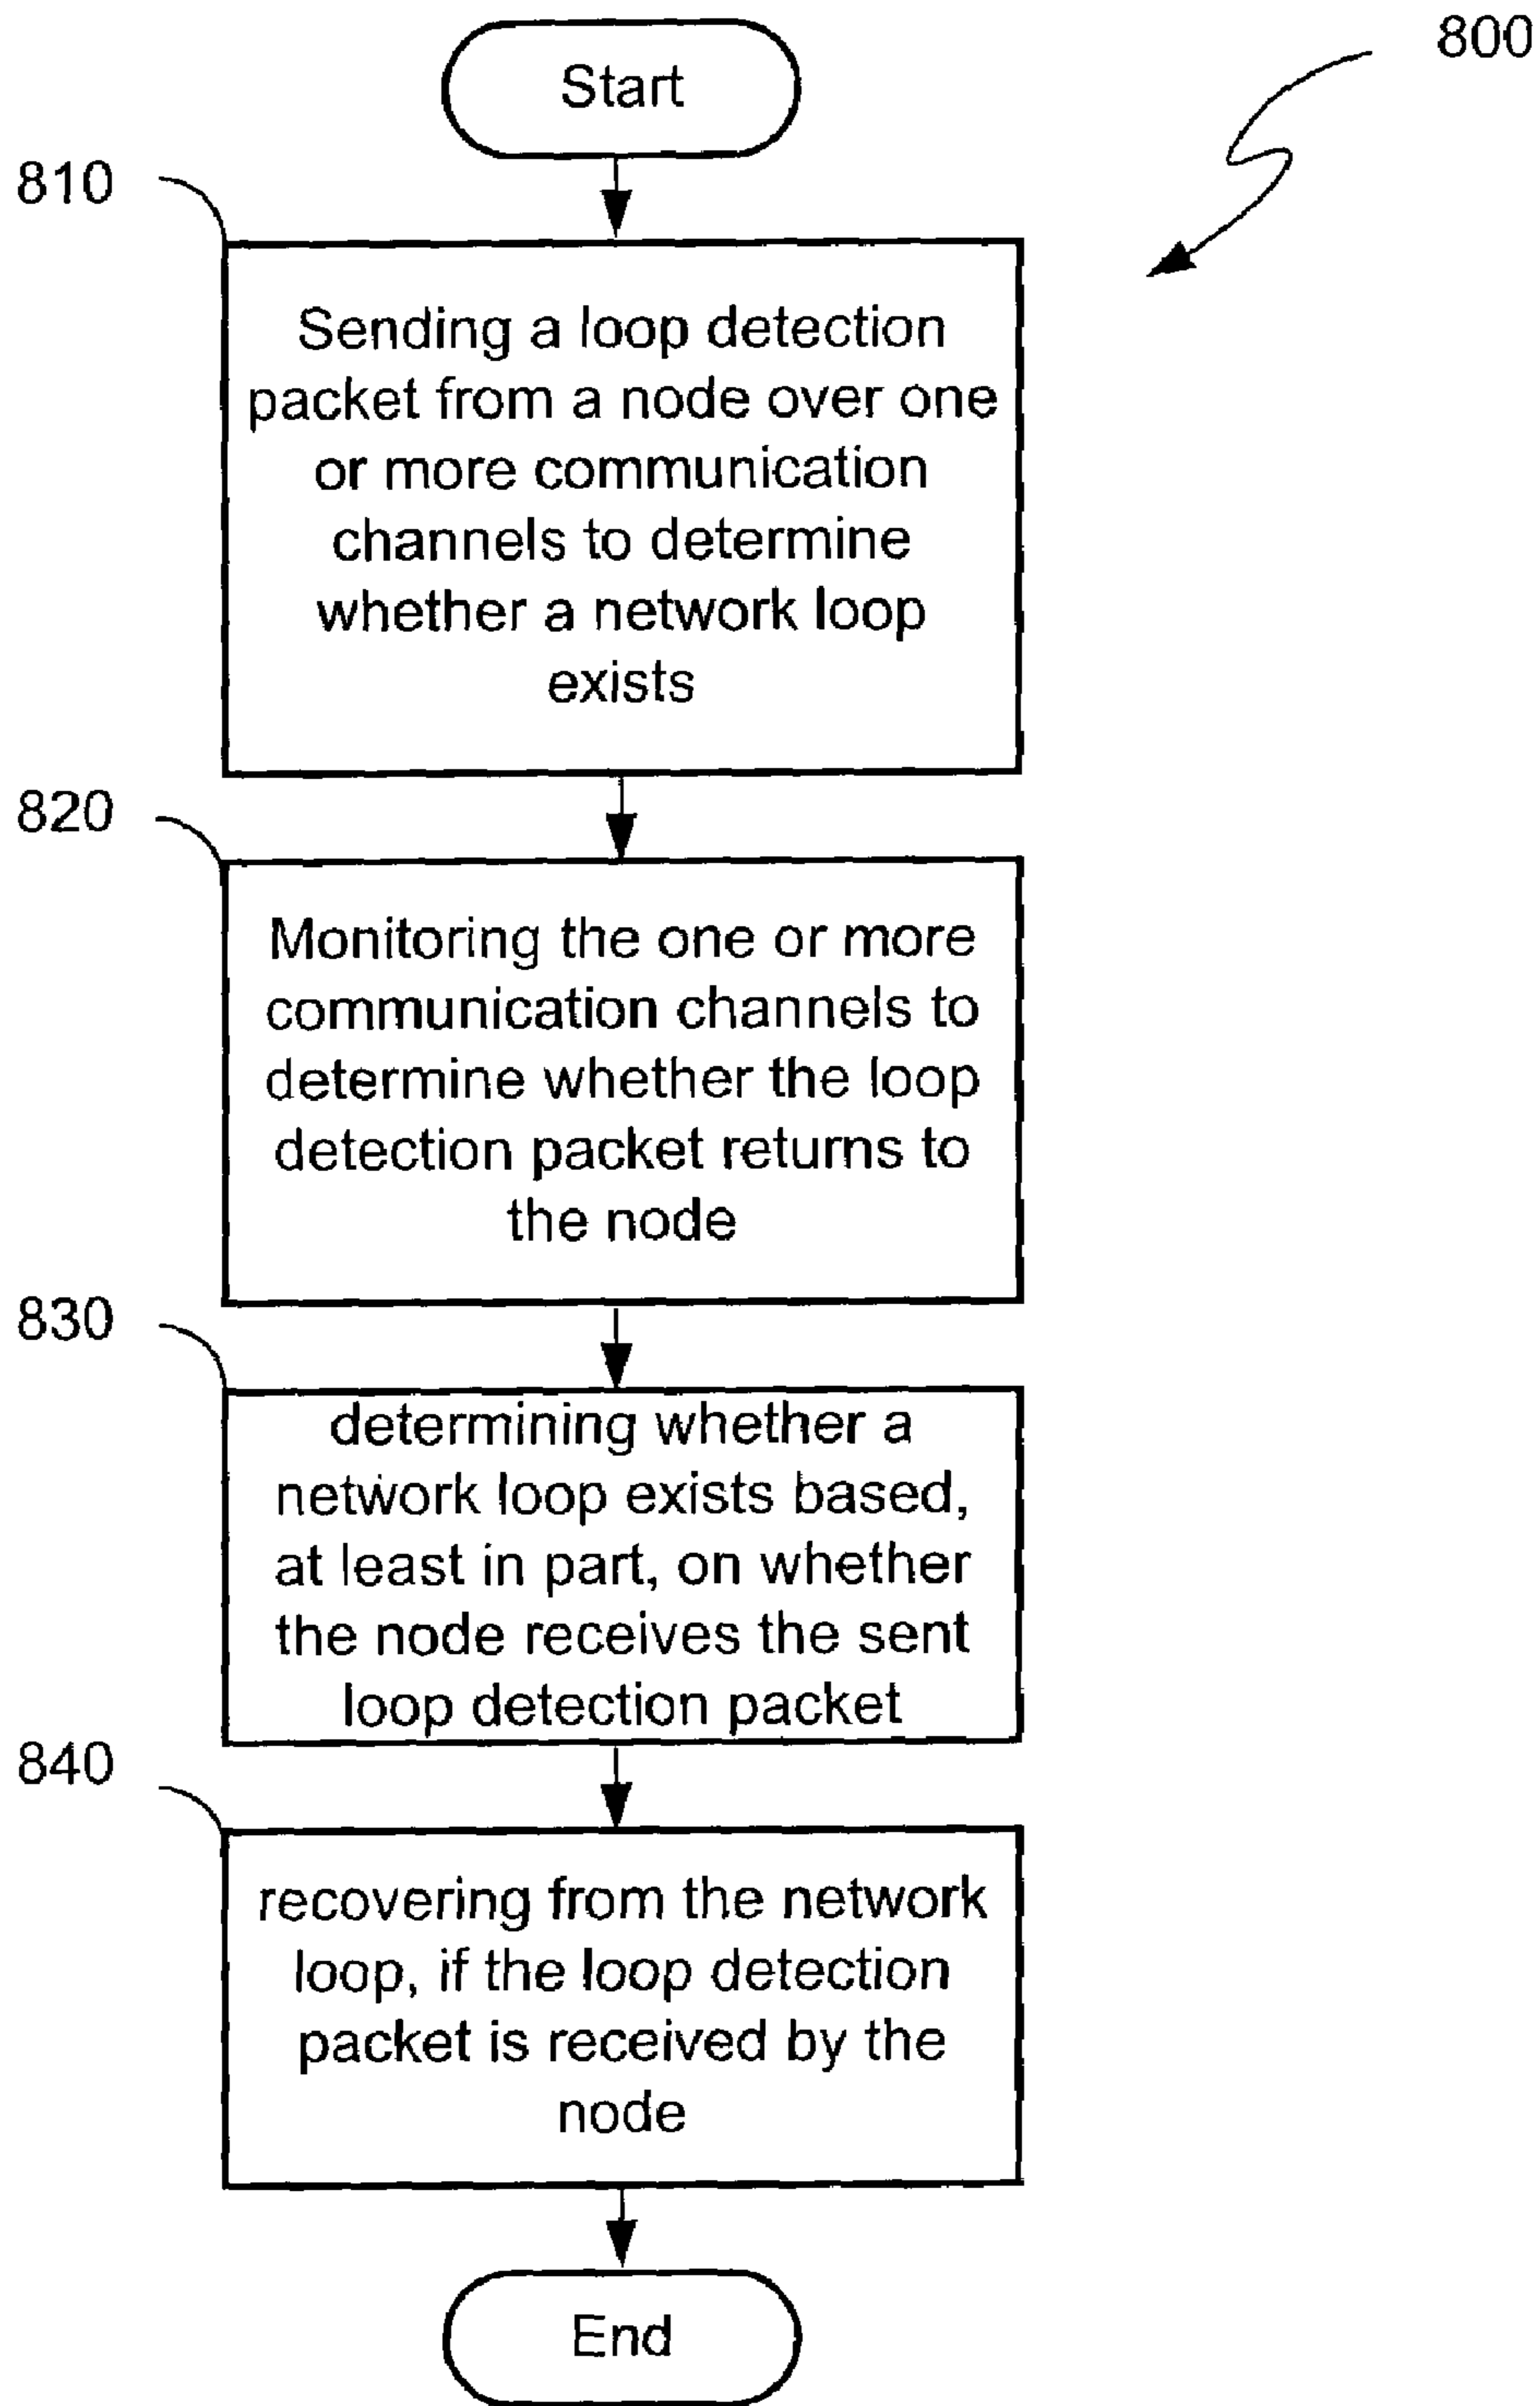 Start
800
810
Sending a loop detection
packet from a node over one
or more communication
channels to determine
whether a network loop
exists
820
Monitoring the one or more
communication channels to
determine whether the loop
detection packet returns to
the node
830
determining whether a
network loop exists based,
at least in part, on whether
the node receives the sent
loop detection packet
840
recovering from the network
loop, if the loop detection
packet is received by the
node
End